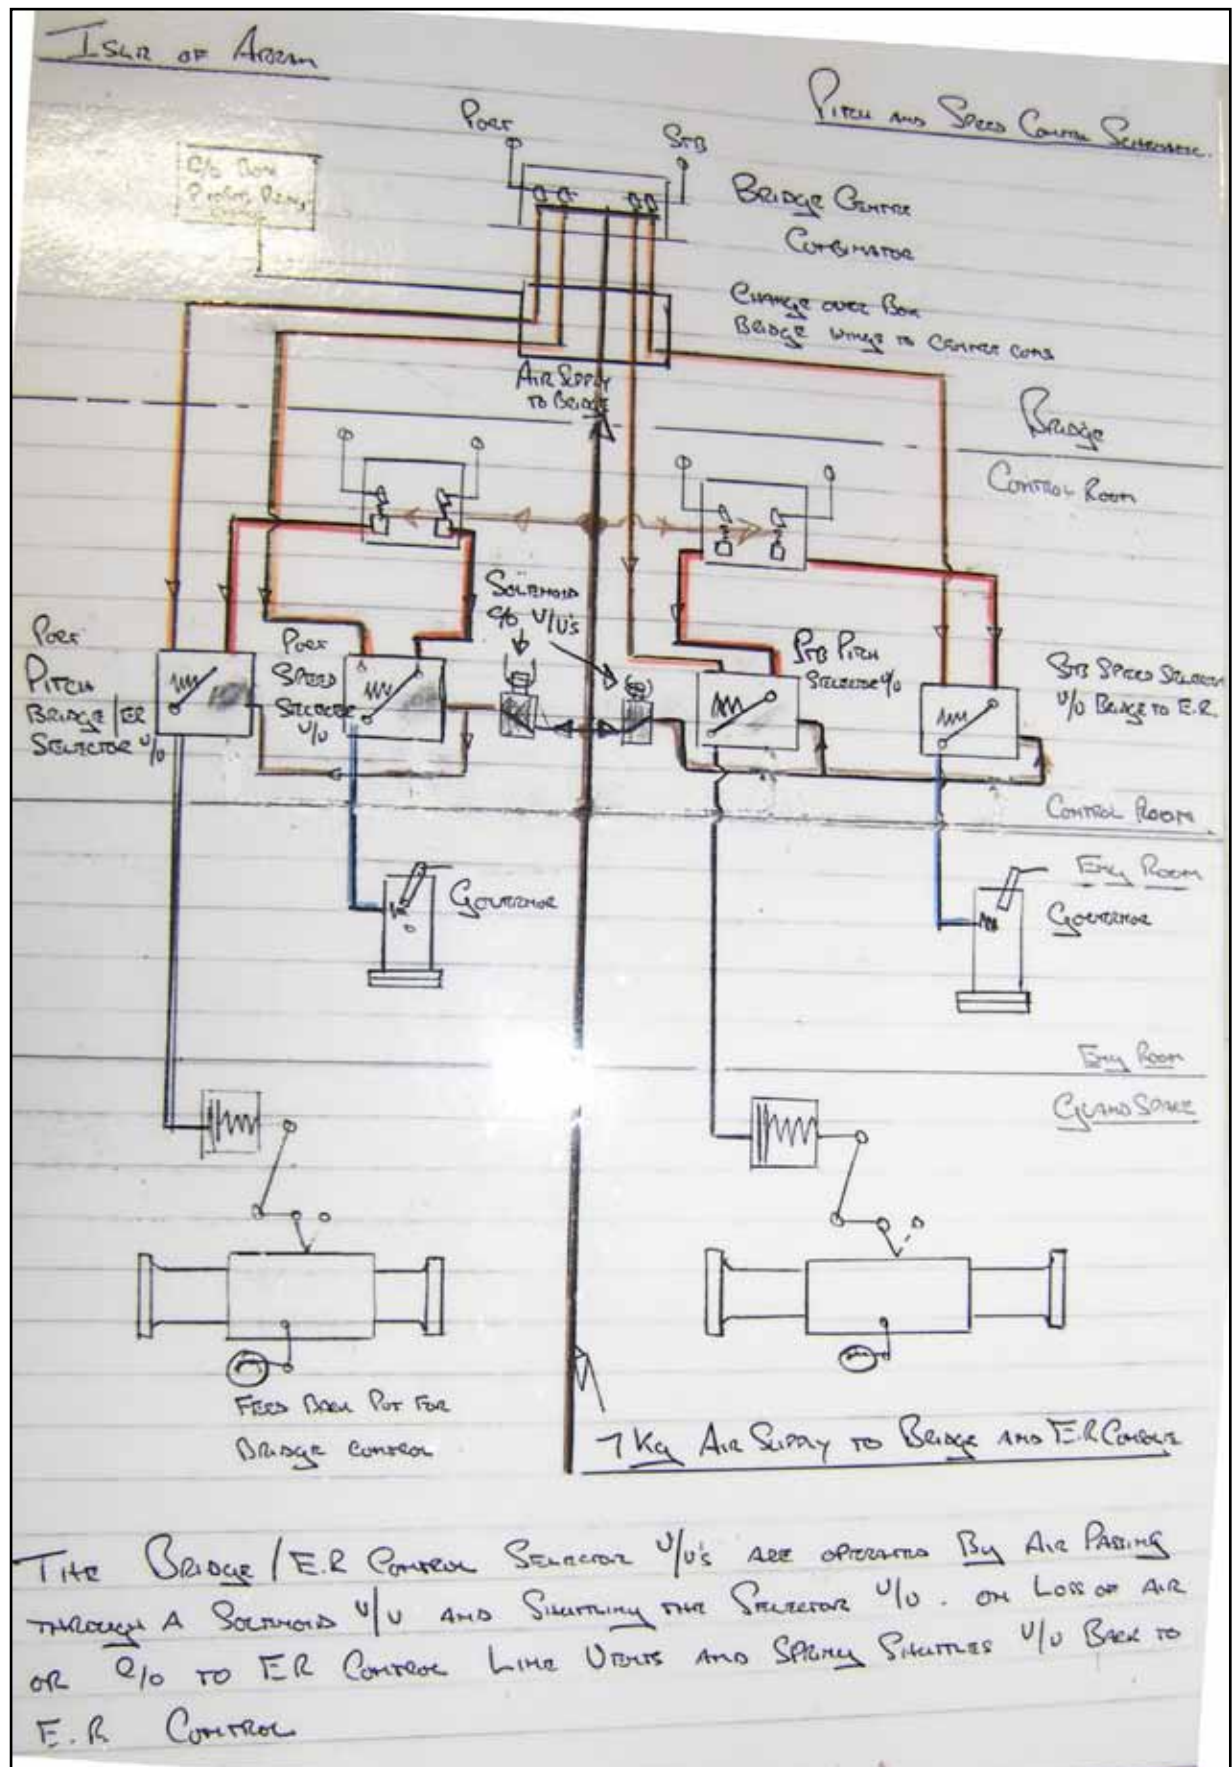 ISLE OF ARRAN
PITCH AND SPEED CONTROL SCHEMATIC.
PORT
STB
C/O BOX
BRIDGE CENTRE
COMBINATOR
CHANGE OVER BOX
BRIDGE WINGS TO CENTRE CONS
AIR SUPPLY
TO BRIDGE
BRIDGE
CONTROL ROOM
SOLENOID
C/O V/V'S
PORT
PITCH
BRIDGE/ER
SELECTOR V/V
PORT
SPEED
SELECTOR
V/V
STB PITCH
SELECTOR V/V
STB SPEED SELECTOR
V/V BRIDGE TO E.R.
CONTROL ROOM
ENG ROOM
GOVERNOR
GOVERNOR
ENG ROOM
GLAND SPACE
FEED BACK POT FOR
BRIDGE CONTROL
7 KG AIR SUPPLY TO BRIDGE AND E.R CONSOLE
THE BRIDGE/E.R CONTROL SELECTOR V/V'S ARE OPERATED BY AIR PASSING
THROUGH A SOLENOID V/V AND SHUTTLING THE SELECTOR V/V. ON LOSS OF AIR
OR C/O TO ER CONTROL LINE VENTS AND SPRING SHUTTLES V/V BACK TO
E.R CONTROL